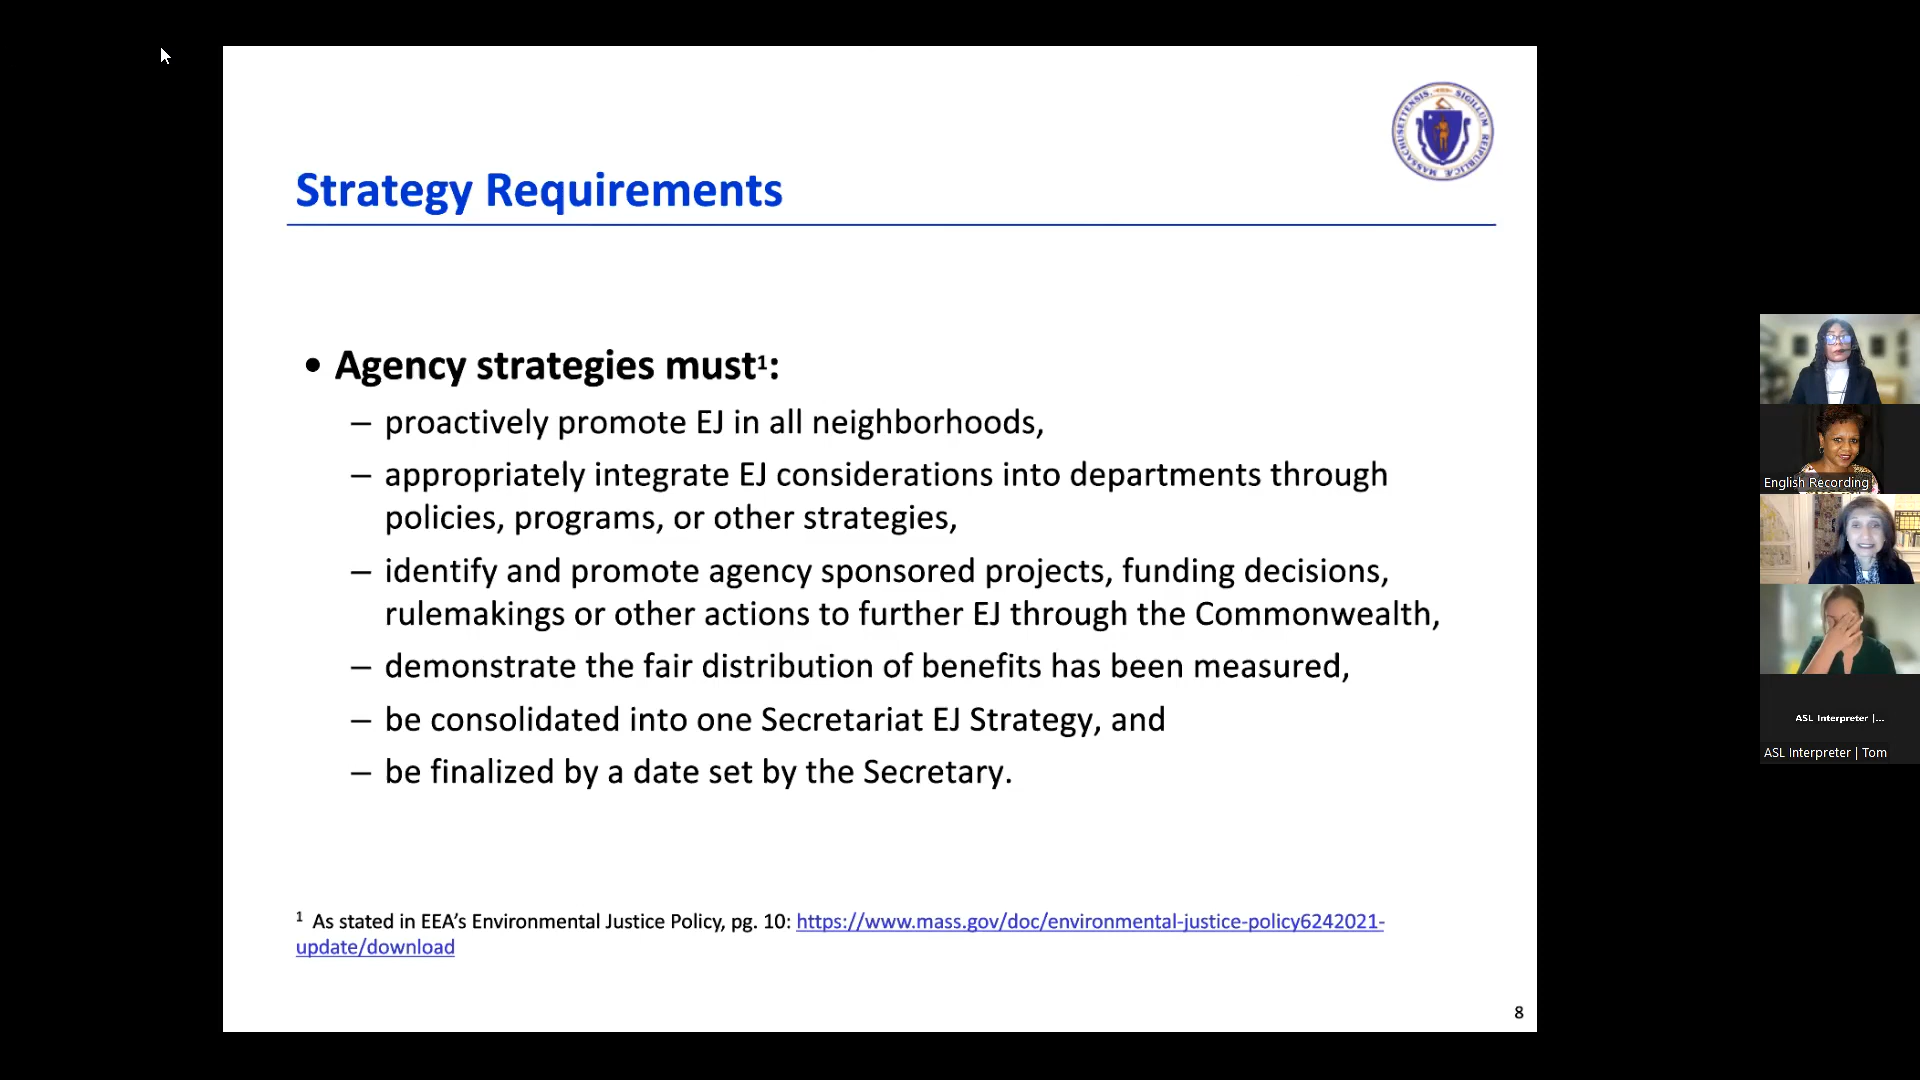 Strategy Requirements
• Agency strategies must¹:
– proactively promote EJ in all neighborhoods,
– appropriately integrate EJ considerations into departments through
policies, programs, or other strategies,
– identify and promote agency sponsored projects, funding decisions,
rulemakings or other actions to further EJ through the Commonwealth,
– demonstrate the fair distribution of benefits has been measured,
– be consolidated into one Secretariat EJ Strategy, and
– be finalized by a date set by the Secretary.
¹ As stated in EEA’s Environmental Justice Policy, pg. 10: https://www.mass.gov/doc/environmental-justice-policy6242021-
update/download
8
English Recording
ASL Interpreter |...
ASL Interpreter | Tom